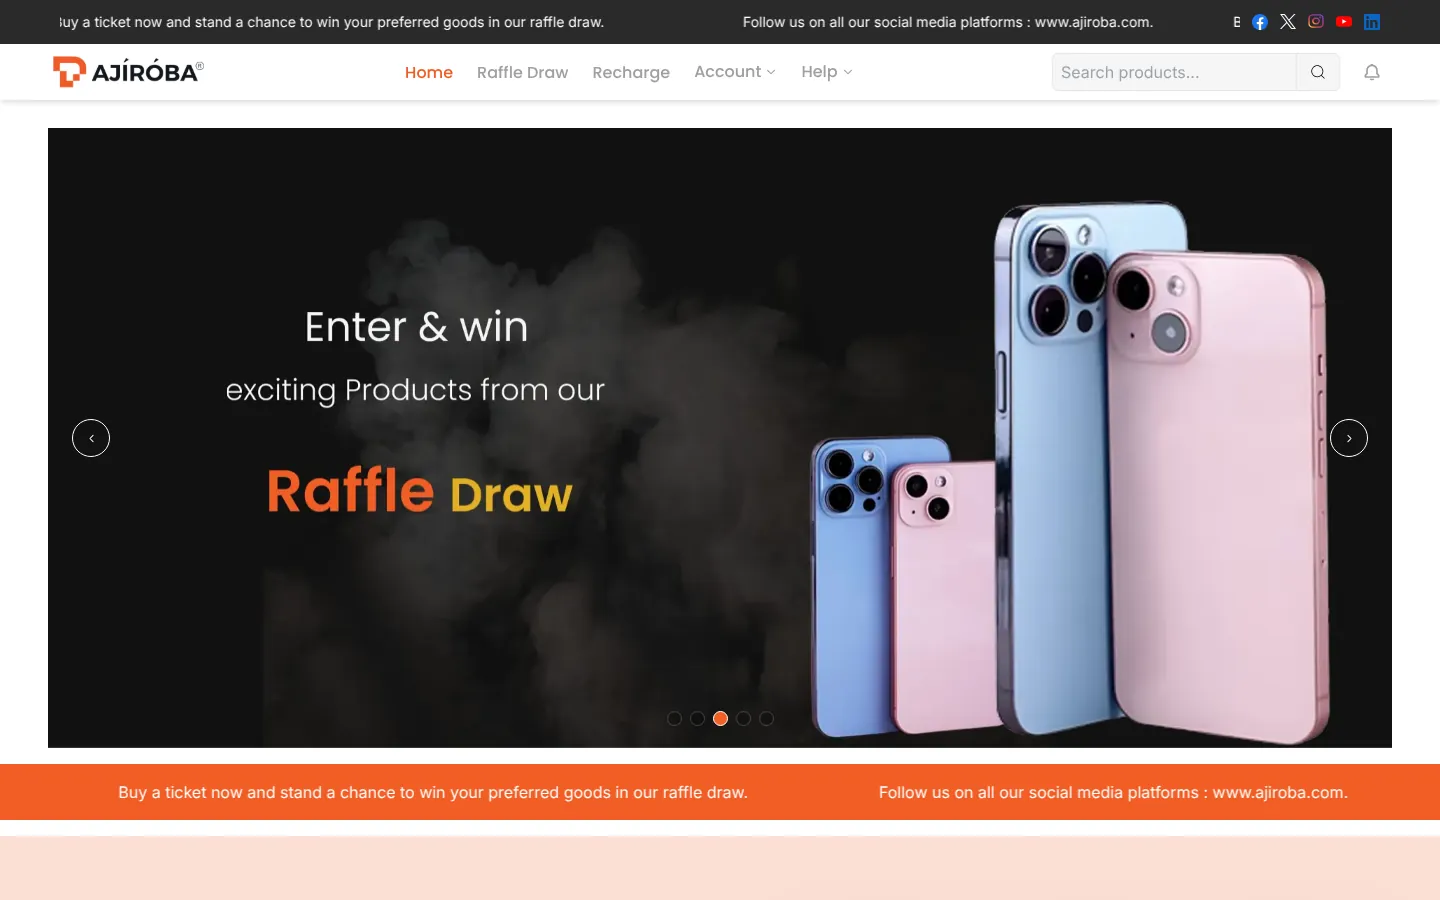 uy a ticket now and stand a chance to win your preferred goods in our raffle draw.
Follow us on all our social media platforms : www.ajiroba.com.
AJÍRÓBA®
Home
Raffle Draw
Recharge
Account
Help
Search products...
Enter & win
exciting Products from our
Raffle Draw
Buy a ticket now and stand a chance to win your preferred goods in our raffle draw.
Follow us on all our social media platforms : www.ajiroba.com.